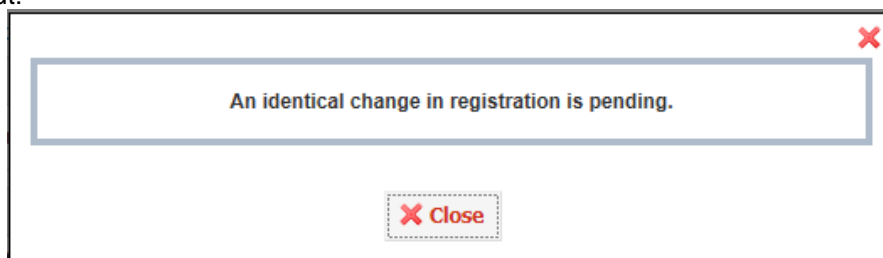 An identical change in registration is pending.
Close